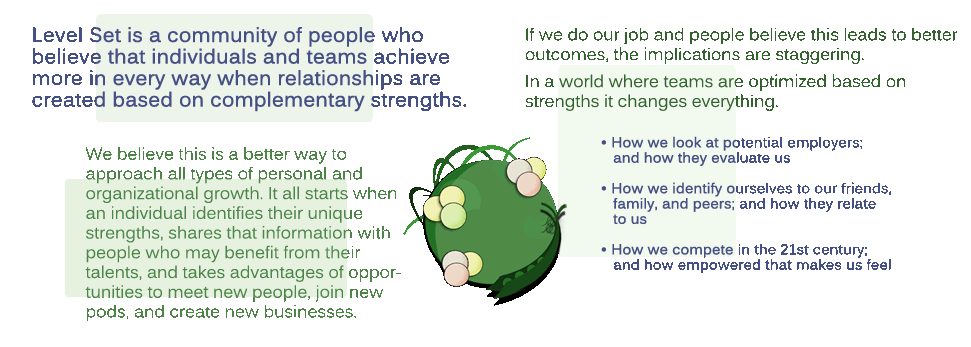 Level Set is a community of people who
believe that individuals and teams achieve
more in every way when relationships are
created based on complementary strengths.
We believe this is a better way to
approach all types of personal and
organizational growth. It all starts when
an individual identifies their unique
strengths, shares that information with
people who may benefit from their
talents, and takes advantages of oppor-
tunities to meet new people, join new
pods, and create new businesses.
If we do our job and people believe this leads to better
outcomes, the implications are staggering.
In a world where teams are optimized based on
strengths it changes everything.
• How we look at potential employers;
and how they evaluate us
• How we identify ourselves to our friends,
family, and peers; and how they relate
to us
• How we compete in the 21st century;
and how empowered that makes us feel